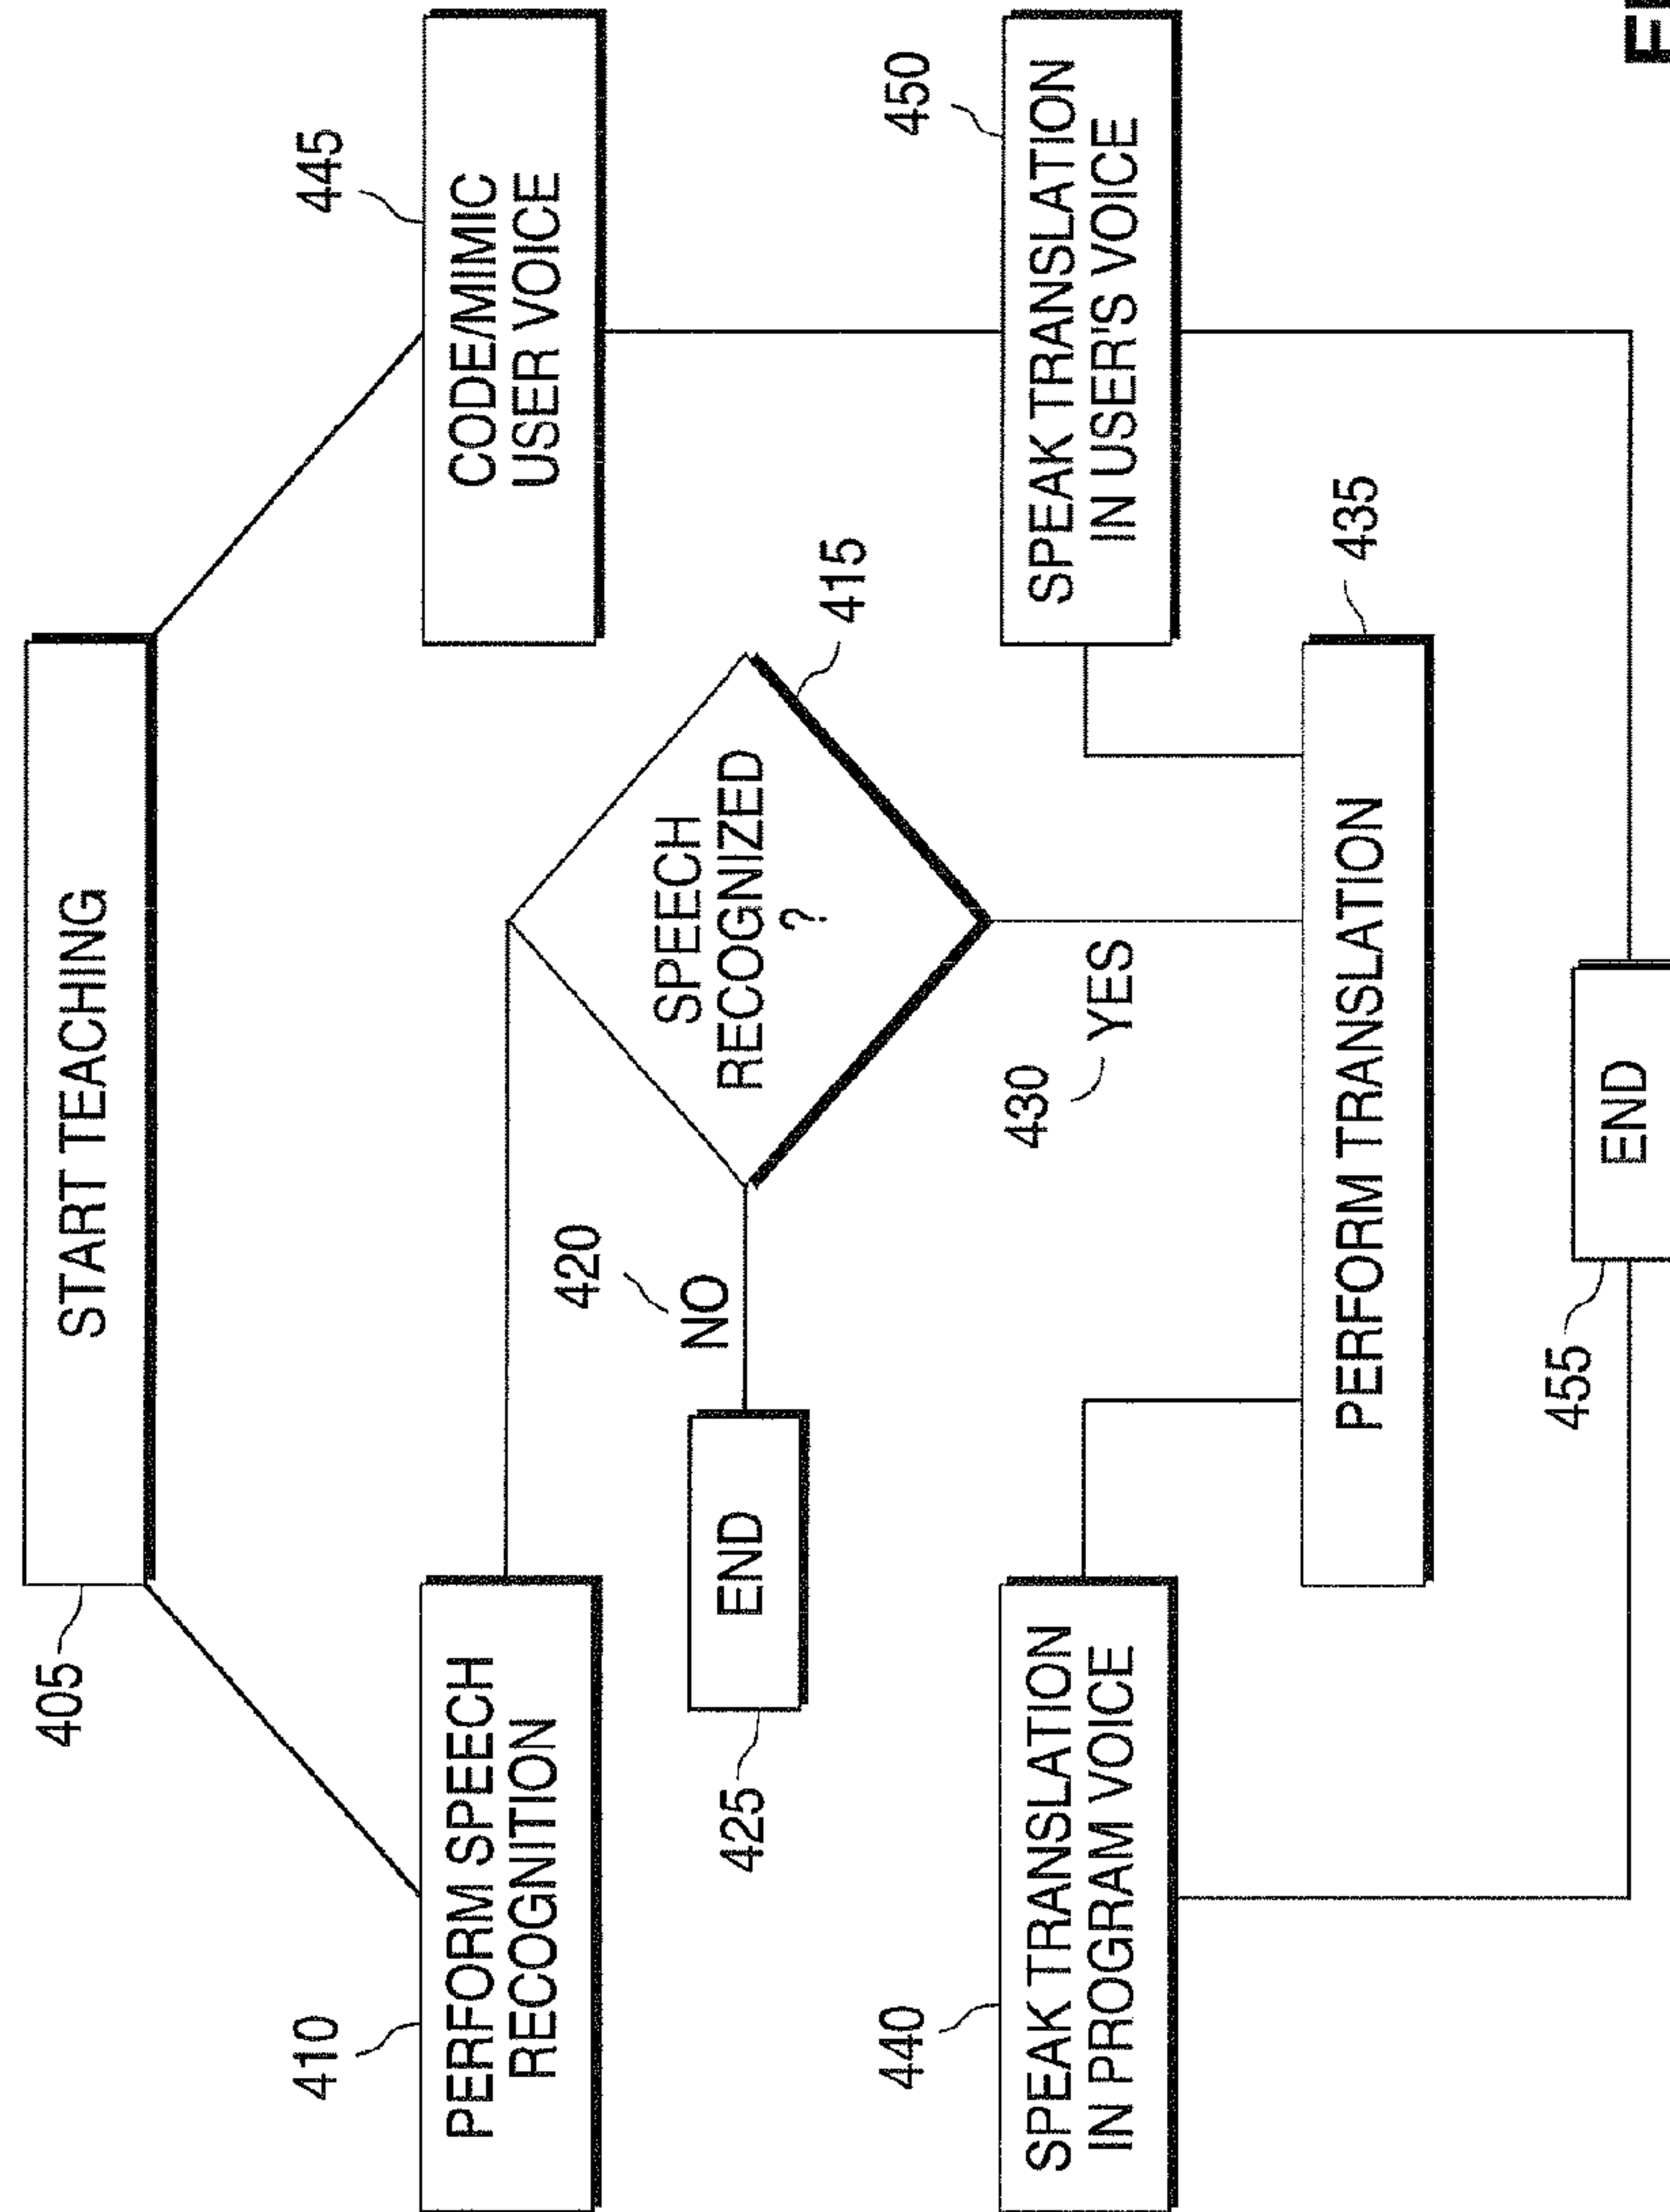 405
START TEACHING
410
PERFORM SPEECH
RECOGNITION
445
CODE/MIMIC
USER VOICE
SPEECH
RECOGNIZED
?
415
420
NO
425
END
430
YES
440
SPEAK TRANSLATION
IN PROGRAM VOICE
450
SPEAK TRANSLATION
IN USER'S VOICE
435
PERFORM TRANSLATION
455
END